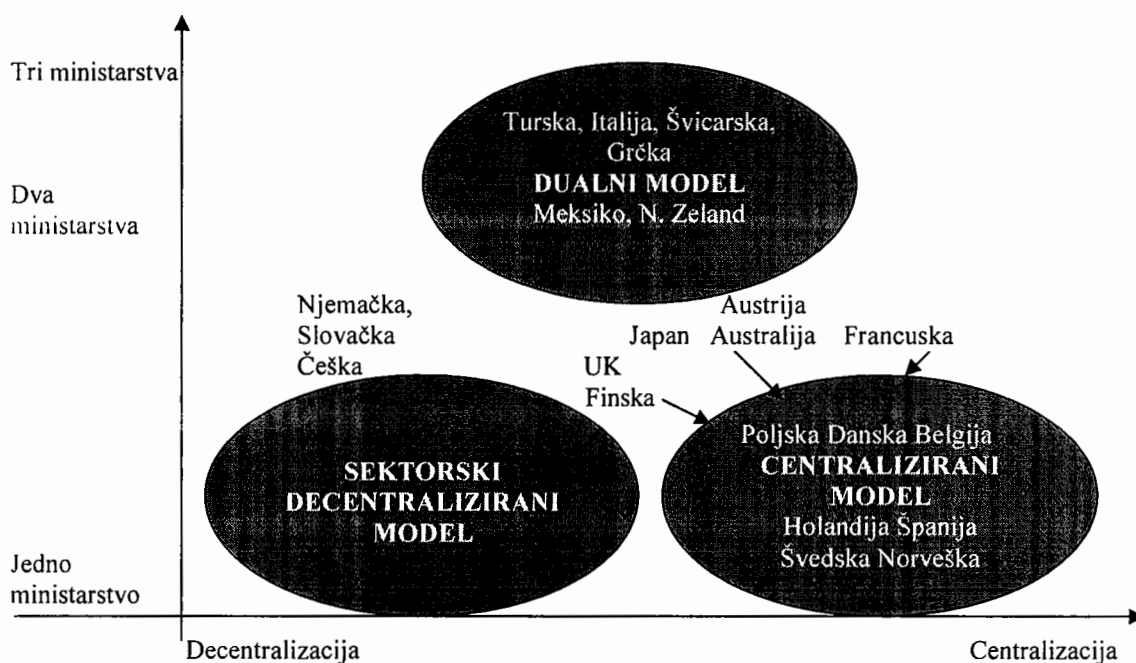 Tri ministarstva
Turska, Italija, Švicarska,
Grčka
DUALNI MODEL
Meksiko, N. Zeland
Dva
ministarstva
Njemačka,
Slovačka
Češka
Austrija
Japan Australija Francuska
UK
Finska
SEKTORSKI
DECENTRALIZIRANI
MODEL
Poljska Danska Belgija
CENTRALIZIRANI
MODEL
Holandija Španija
Švedska Norveška
Jedno
ministarstvo
Decentralizacija
Centralizacija